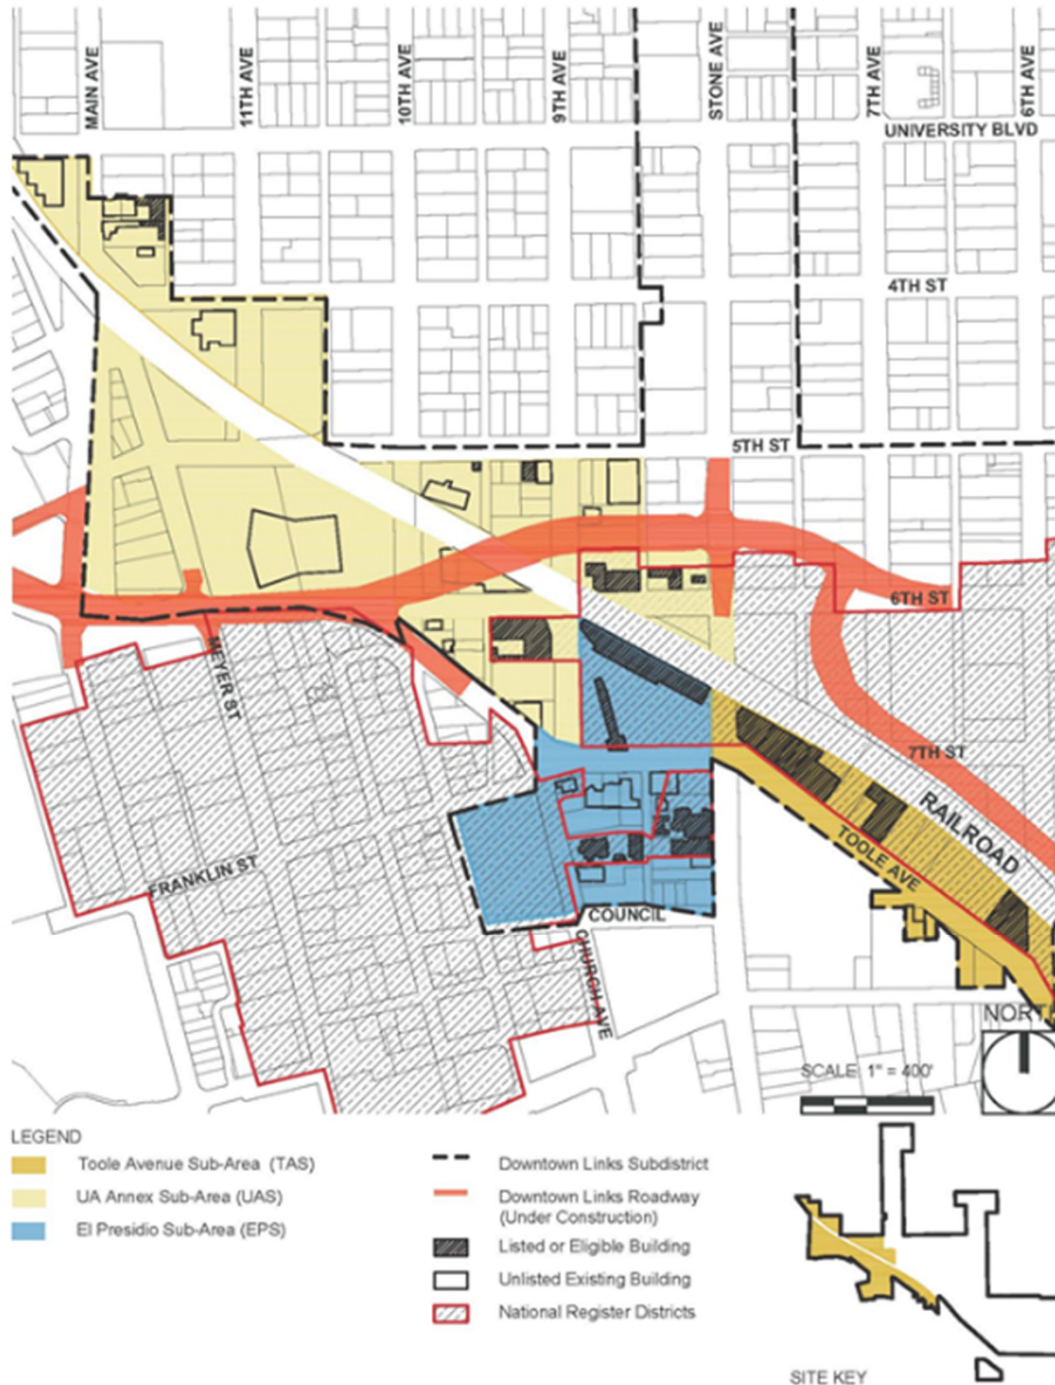 MAIN AVE
11TH AVE
10TH AVE
9TH AVE
STONE AVE
7TH AVE
6TH AVE
UNIVERSITY BLVD
4TH ST
5TH ST
6TH ST
MEYER ST
7TH ST
RAILROAD
TOOLE AVE
FRANKLIN ST
COUNCIL
CHURCH AVE
NORTH
SCALE: 1" = 400'
LEGEND
Toole Avenue Sub-Area (TAS)
UA Annex Sub-Area (UAS)
El Presidio Sub-Area (EPS)
Downtown Links Subdistrict
Downtown Links Roadway
(Under Construction)
Listed or Eligible Building
Unlisted Existing Building
National Register Districts
SITE KEY